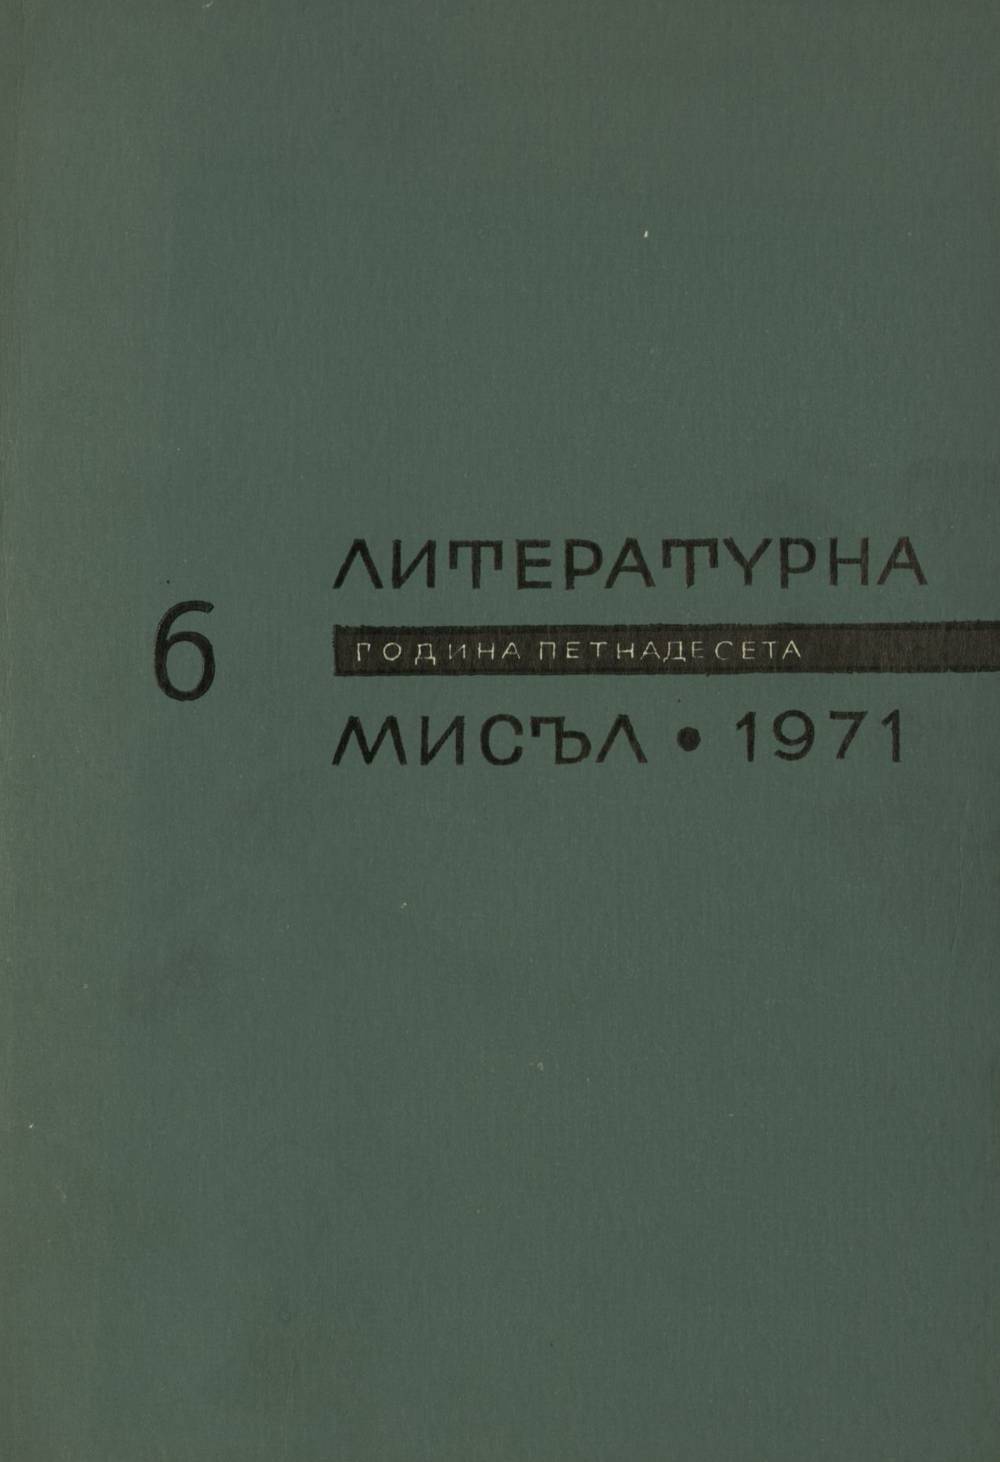 6
ЛИТЕРАТУРНА
ГОДИНА ПЕТНАДЕСЕТА
МИСЪЛ • 1971